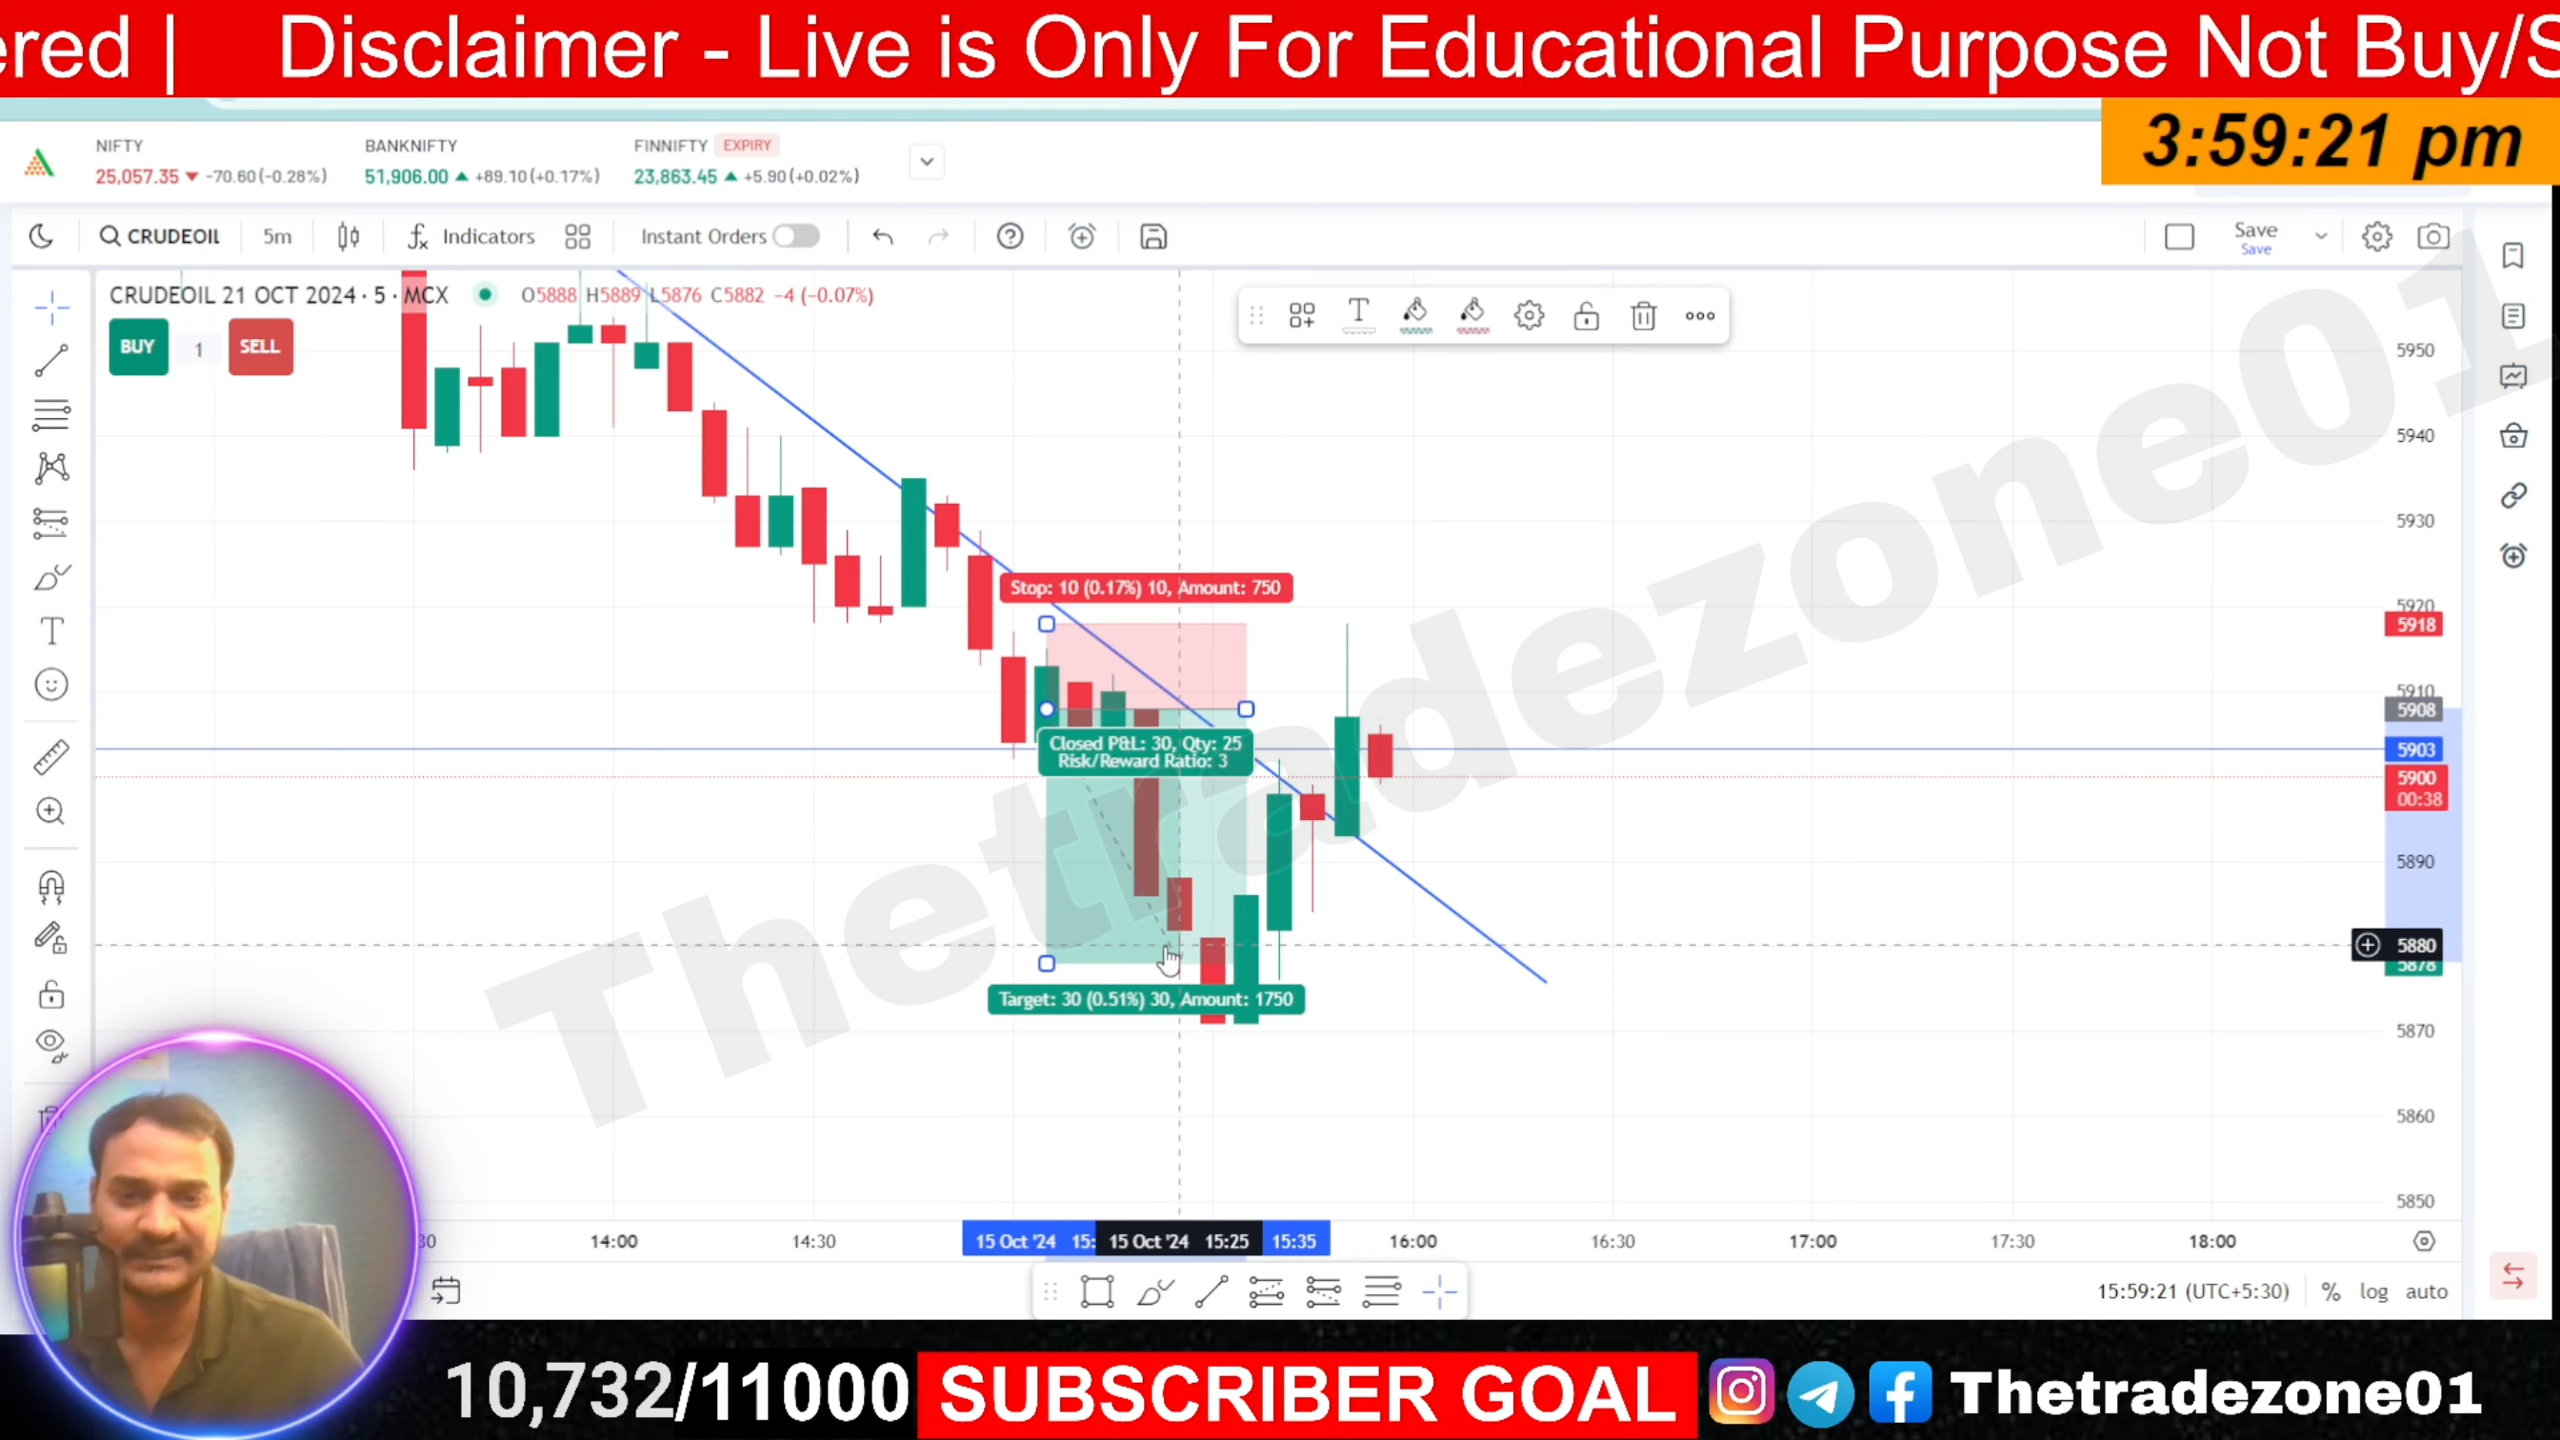 ered |    Disclaimer - Live is Only For Educational Purpose Not Buy/S
3:59:21 pm
NIFTY
25,057.35 ▼ -70.60 (-0.28%)
BANKNIFTY
51,906.00 ▲ +89.10 (+0.17%)
FINNIFTY EXPIRY
23,863.45 ▲ +5.90 (+0.02%)
CRUDEOIL
5m
Indicators
Instant Orders
Save
Save
CRUDEOIL 21 OCT 2024 · 5 · MCX
O5888 H5889 L5876 C5882 −4 (−0.07%)
BUY
1
SELL
Stop: 10 (0.17%) 10, Amount: 750
Closed P&L: 30, Qty: 25
Risk/Reward Ratio: 3
Target: 30 (0.51%) 30, Amount: 1750
5950
5940
5930
5920
5918
5910
5908
5903
5900
00:38
5890
5880
5878
5870
5860
5850
Thetradezone01
30
14:00
14:30
15 Oct '24
15:
15 Oct '24
15:25
15:35
16:00
16:30
17:00
17:30
18:00
15:59:21 (UTC+5:30)
%
log
auto
10,732/11000
SUBSCRIBER GOAL
Thetradezone01